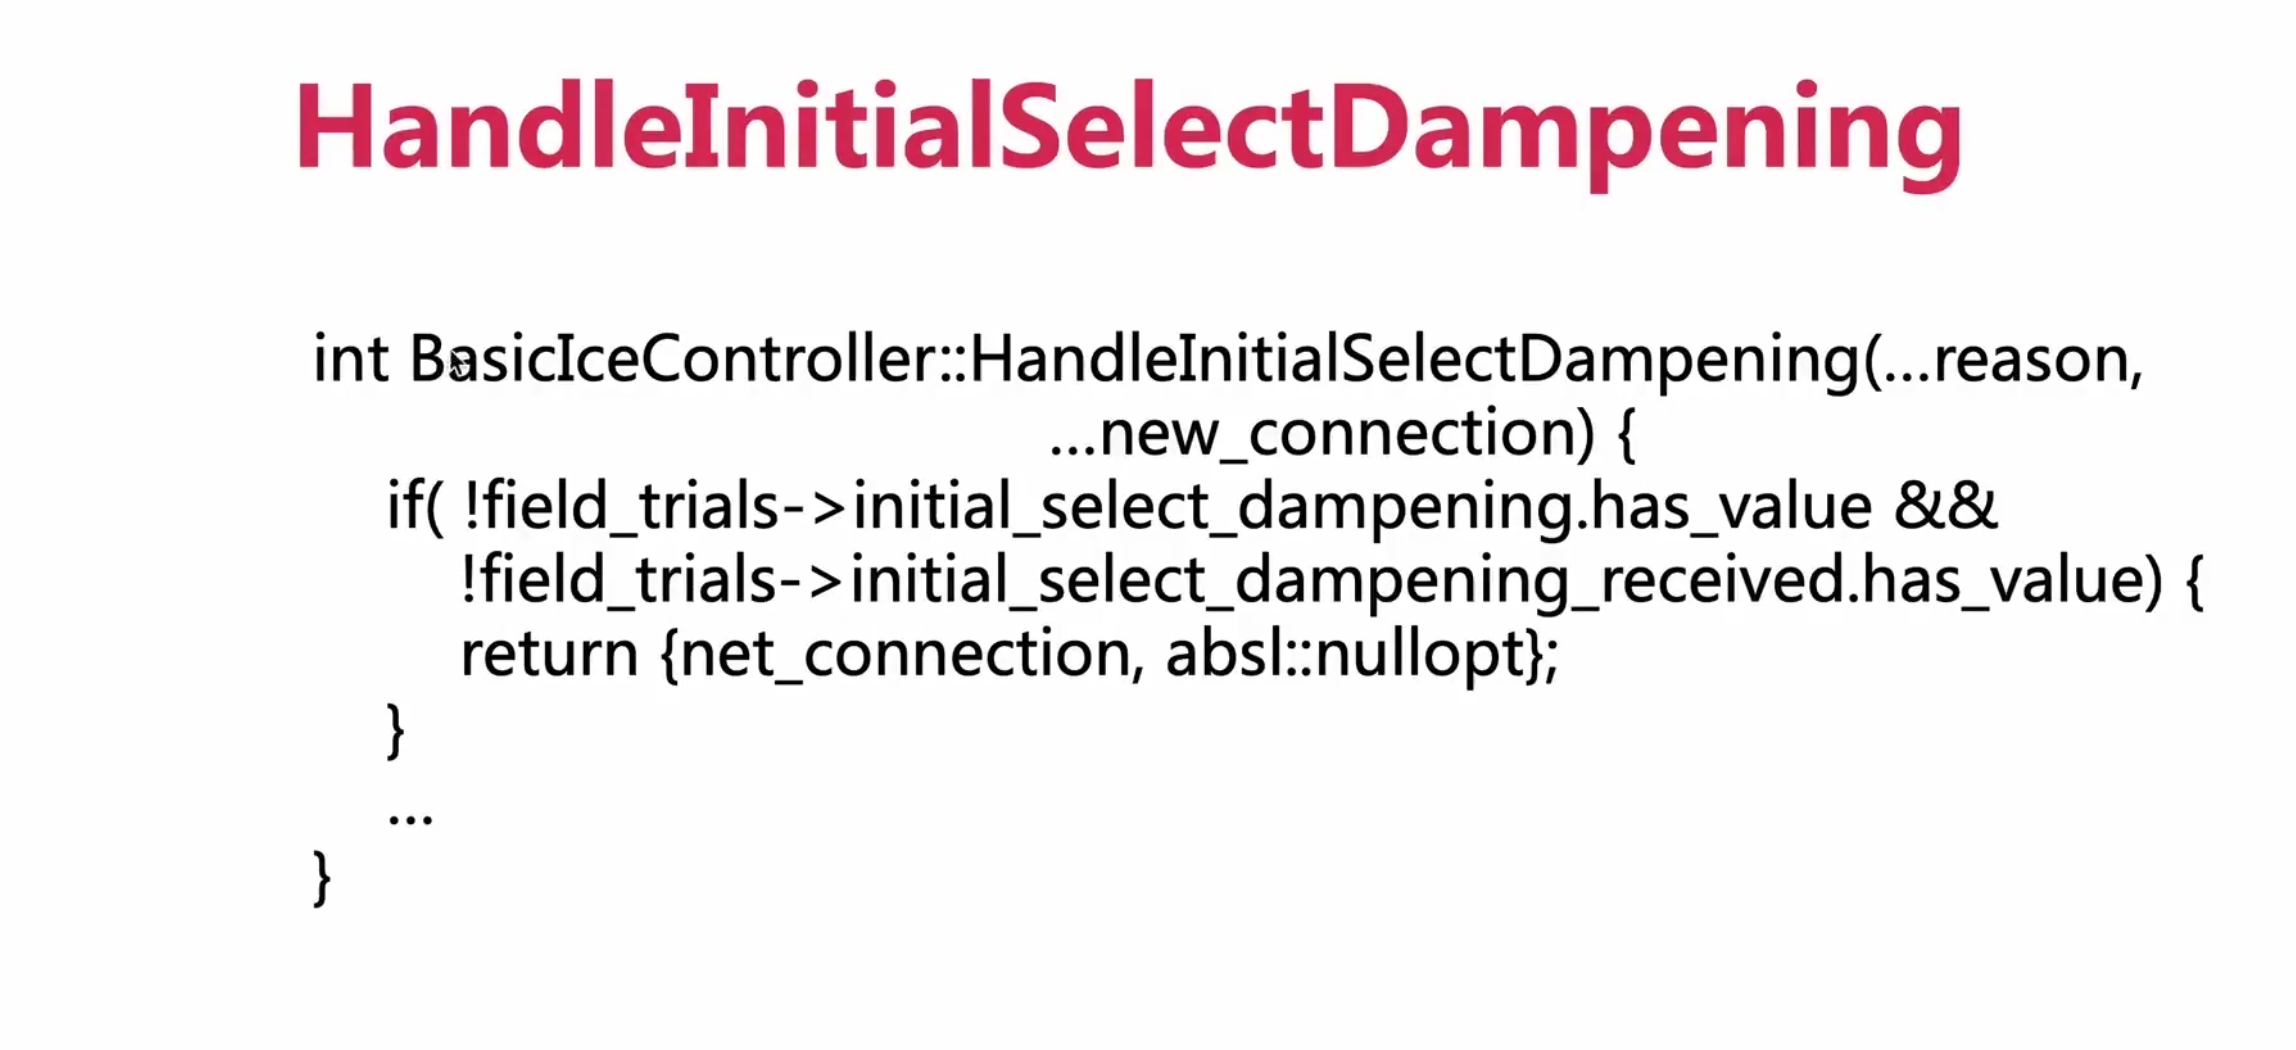 HandleInitialSelectDampening
int BasicIceController::HandleInitialSelectDampening(...reason,
...new_connection) {
if( !field_trials->initial_select_dampening.has_value &&
!field_trials->initial_select_dampening_received.has_value) {
return {net_connection, absl::nullopt};
}
...
}